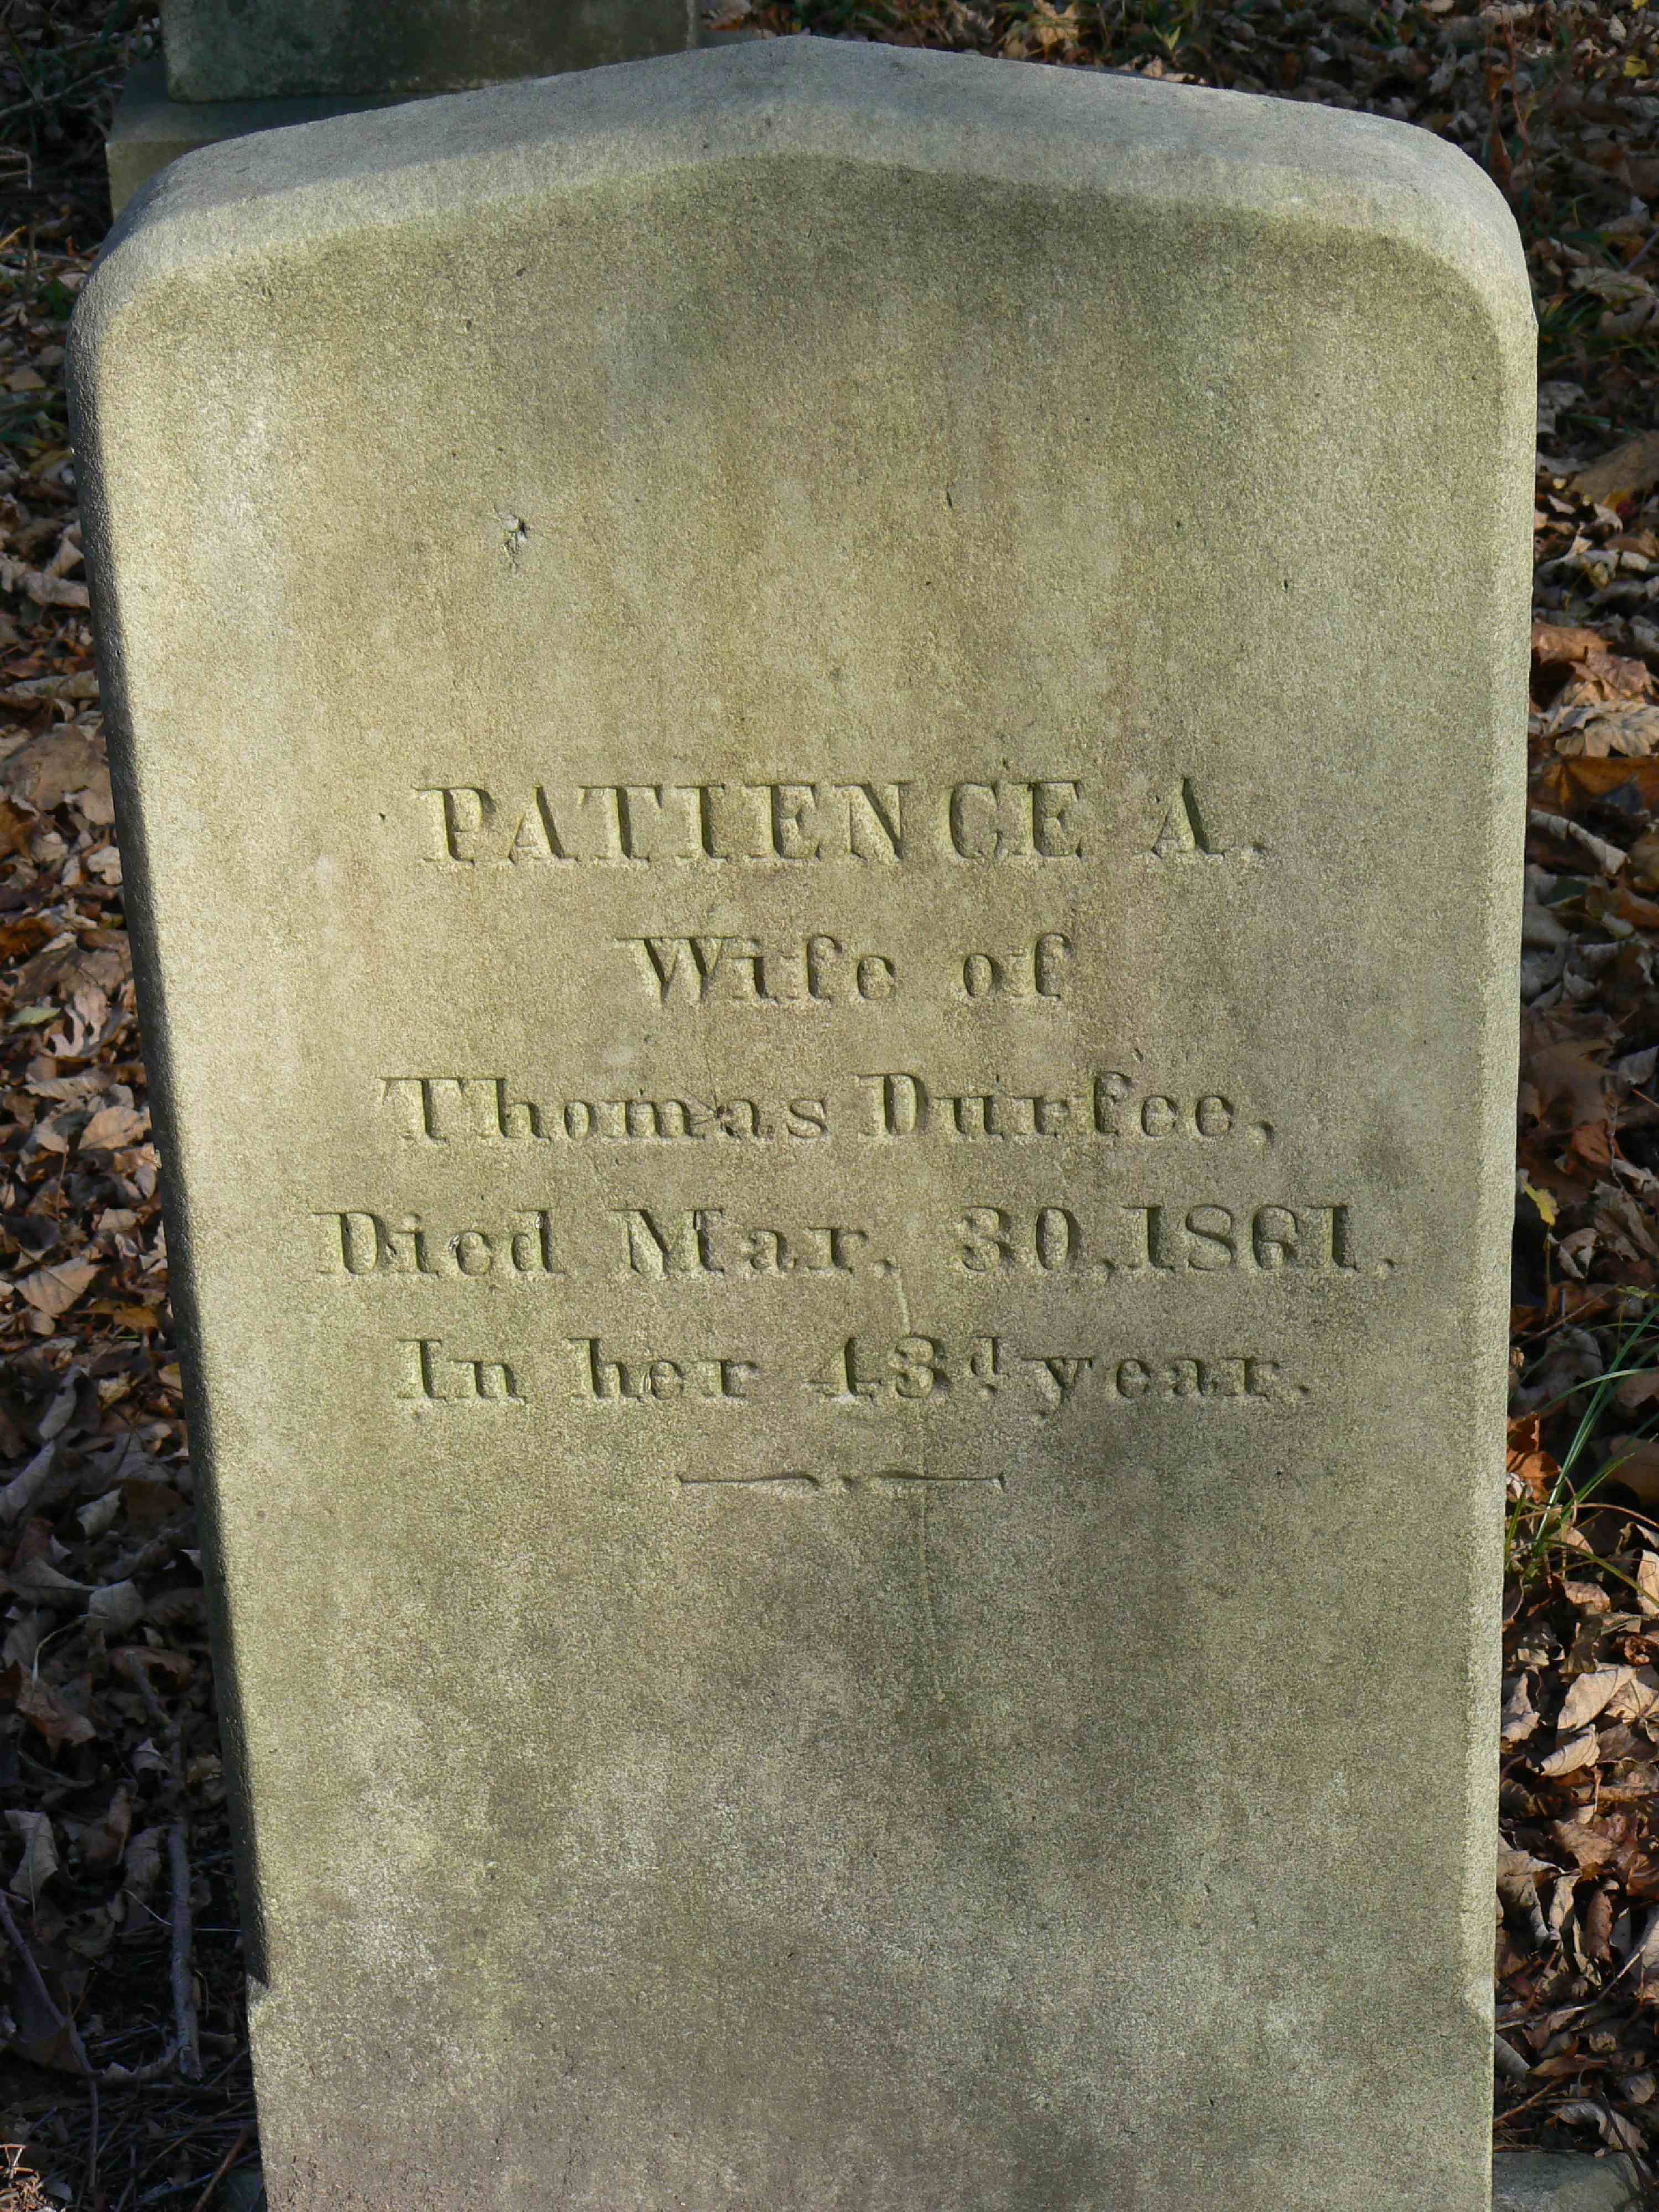 PATIENCE A.
Wife of
Thomas Durfee,
Died Mar. 30, 1861.
In her 43d. year.